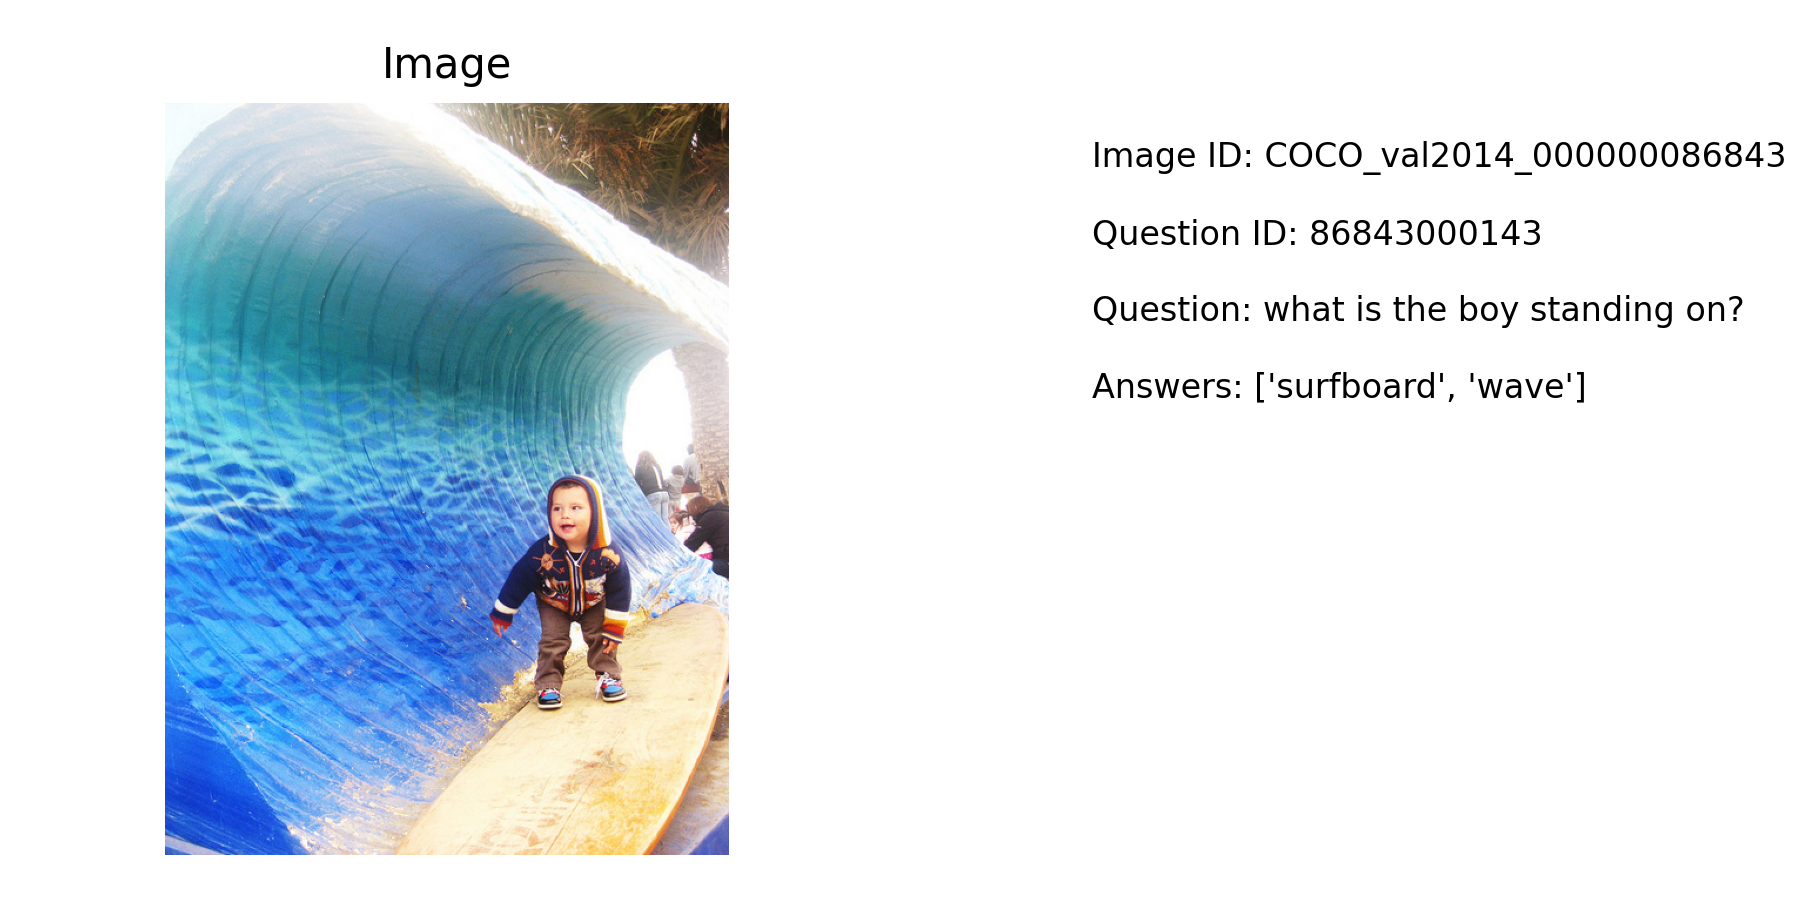 Image
Image ID: COCO_val2014_000000086843
Question ID: 86843000143
Question: what is the boy standing on?
Answers: ['surfboard', 'wave']